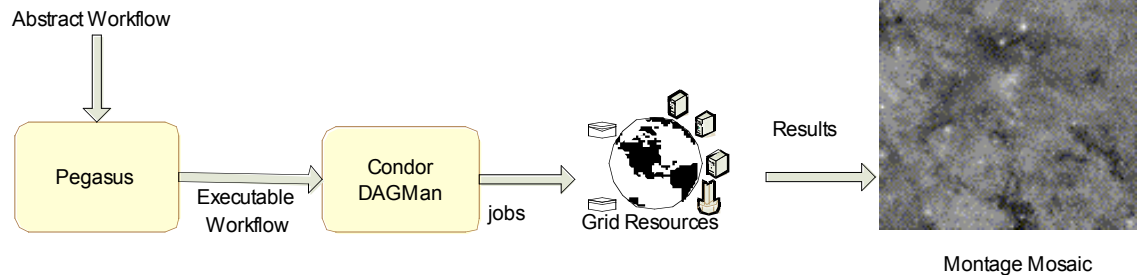 Abstract Workflow
Pegasus
Executable
Workflow
Condor
DAGMan
jobs
Grid Resources
Results
Montage Mosaic